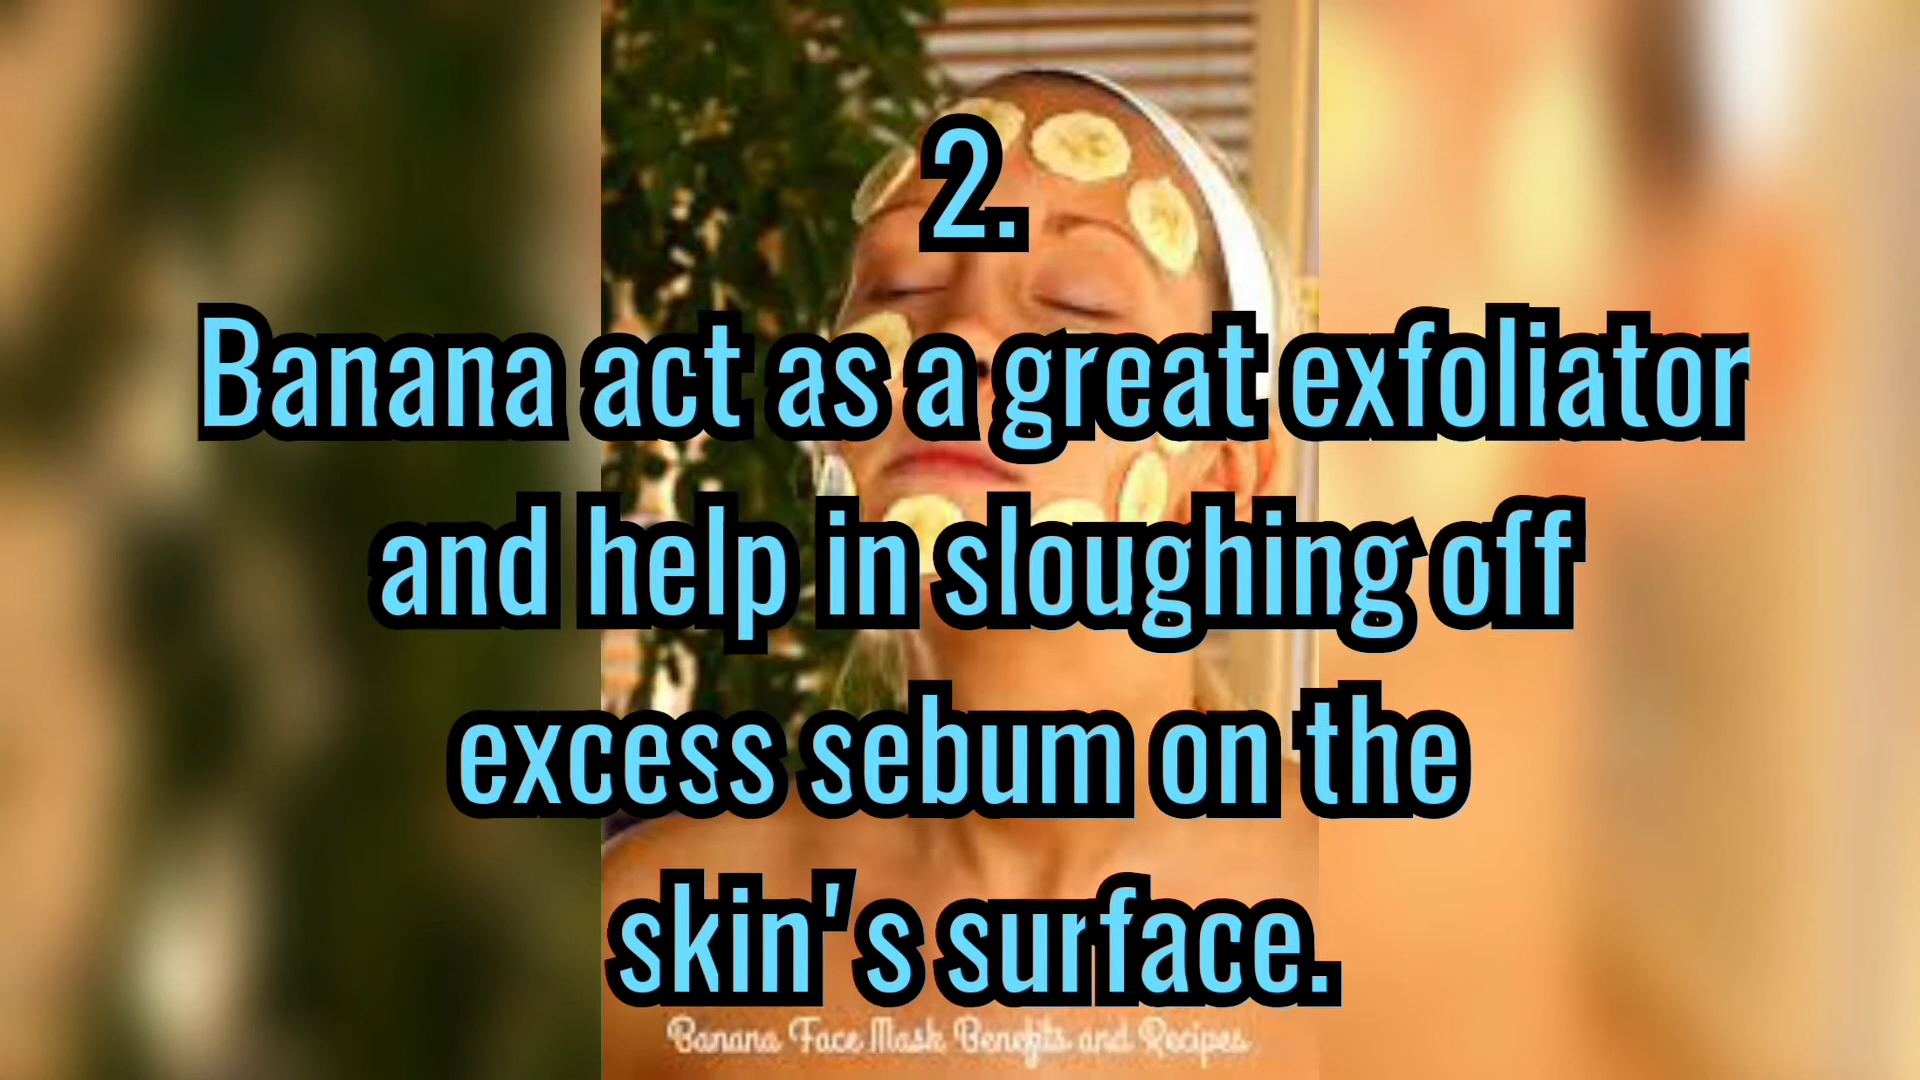 2.
Banana act as a great exfoliator
and help in sloughing off
excess sebum on the
skin's surface.
Banana Face Mask Benefits and Recipes